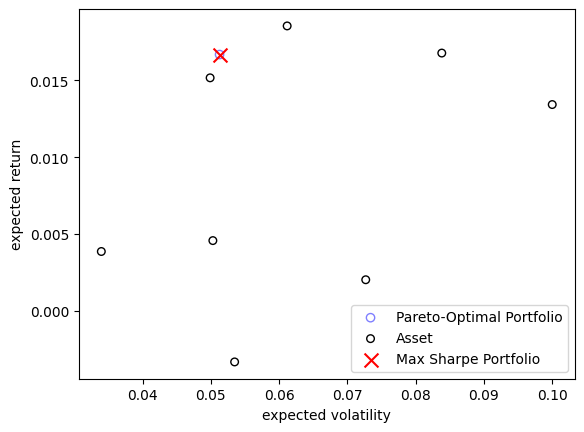 expected return
0.015
0.010
0.005
0.000
0.04
0.05
0.06
0.07
0.08
0.09
0.10
expected volatility
Pareto-Optimal Portfolio
Asset
Max Sharpe Portfolio